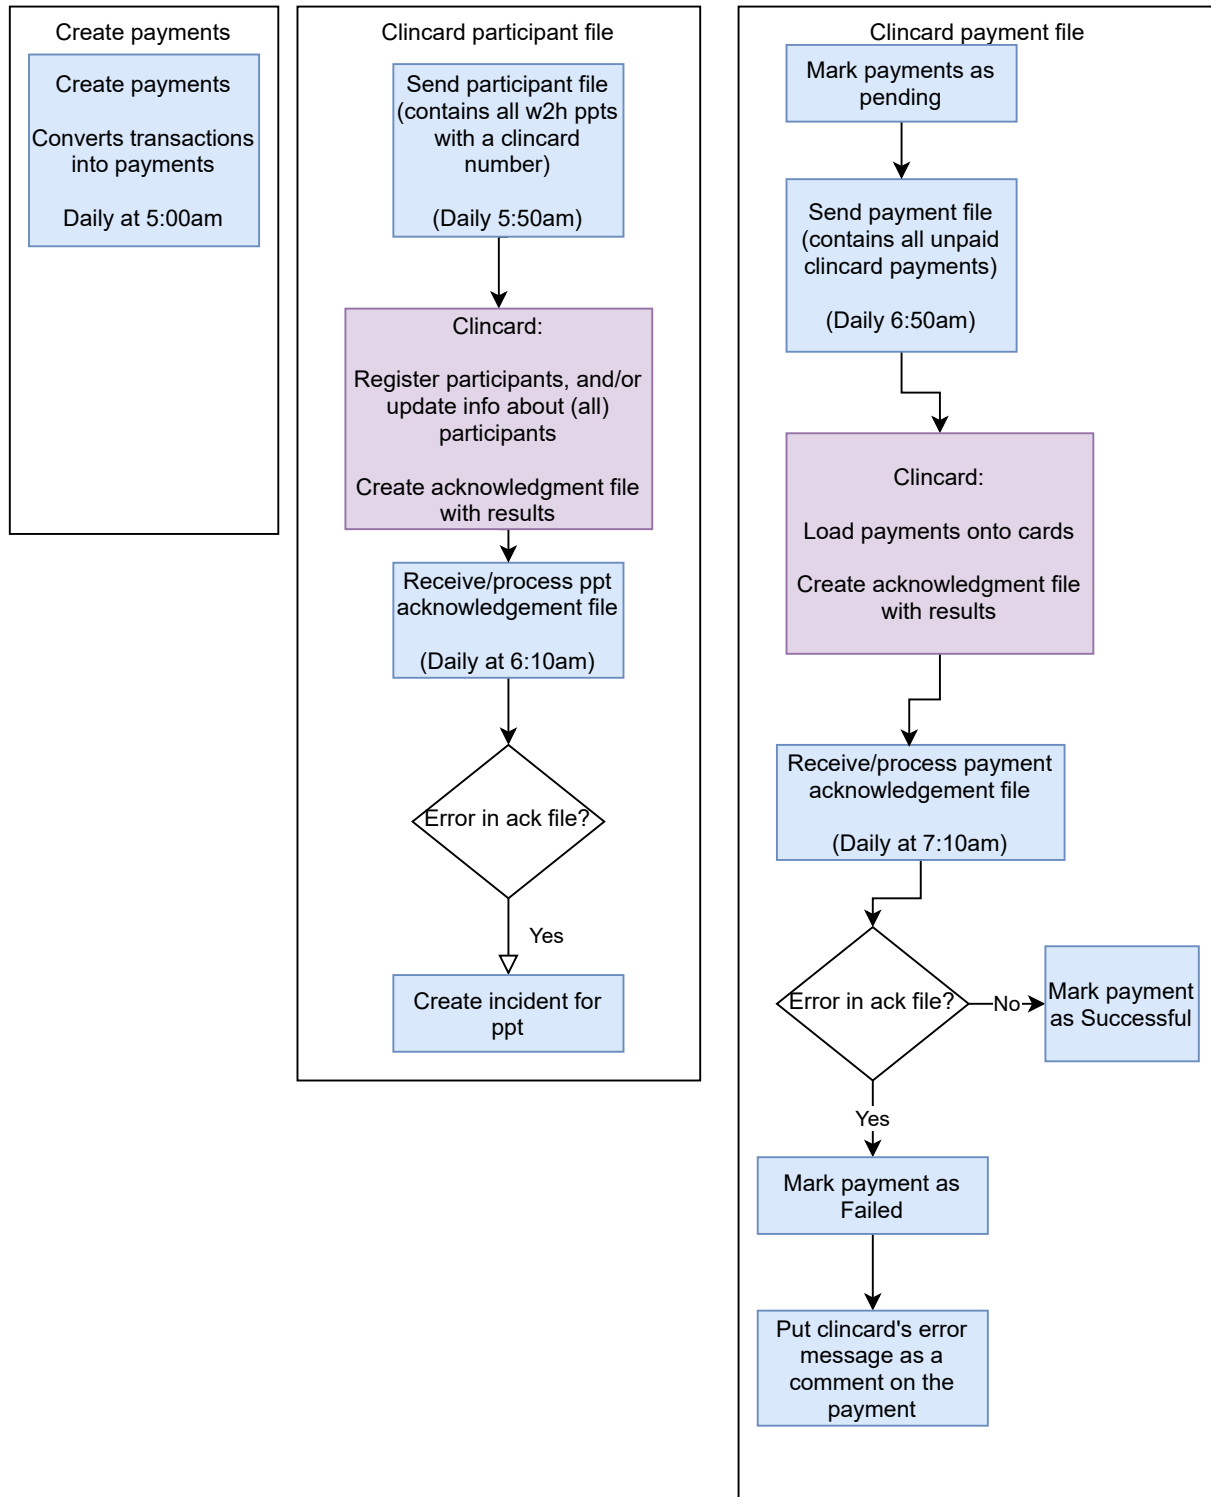 Create payments
Create payments
Converts transactions
into payments
Daily at 5:00am
Clincard participant file
Send participant file
(contains all w2h ppts
with a clincard
number)
(Daily 5:50am)
Clincard:
Register participants, and/or
update info about (all)
participants
Create acknowledgment file
with results
Receive/process ppt
acknowledgement file
(Daily at 6:10am)
Error in ack file?
Yes
Create incident for
ppt
Clincard payment file
Mark payments as
pending
Send payment file
(contains all unpaid
clincard payments)
(Daily 6:50am)
Clincard:
Load payments onto cards
Create acknowledgment file
with results
Receive/process payment
acknowledgement file
(Daily at 7:10am)
Error in ack file?
No
Mark payment
as Successful
Yes
Mark payment as
Failed
Put clincard's error
message as a
comment on the
payment